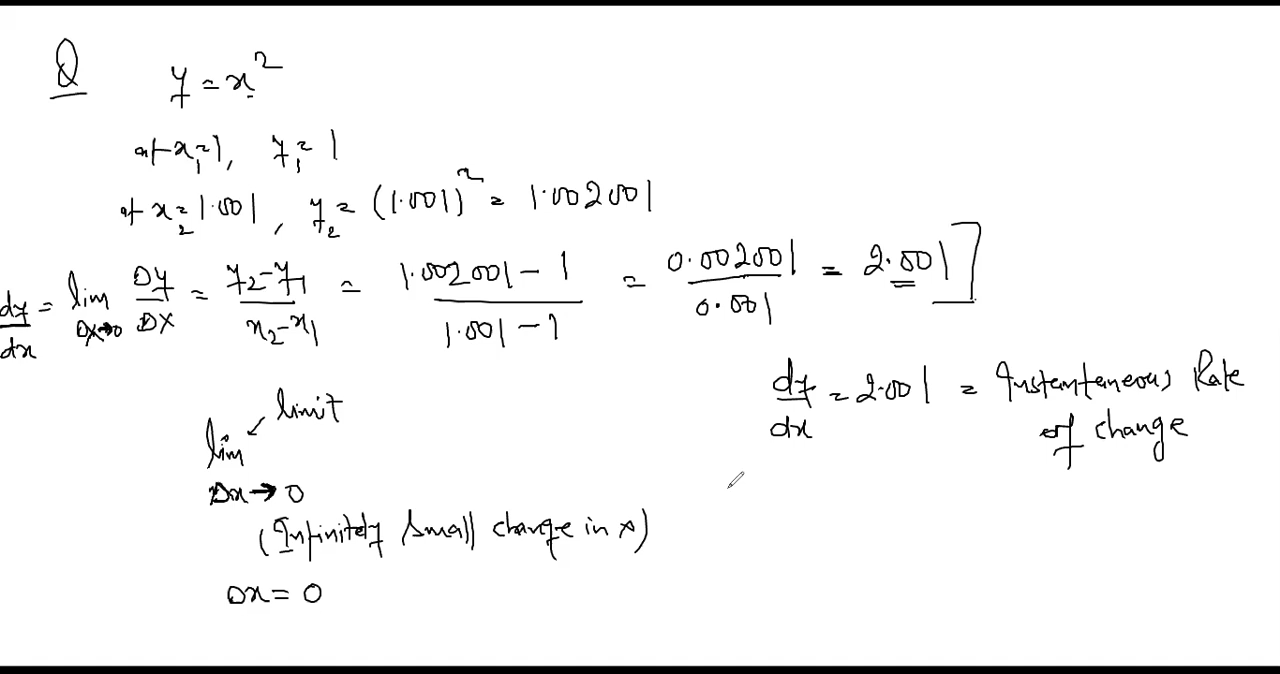 Q y = x²
at x₁ = 1, y₁ = 1
at x₂ = 1.001, y₂ = (1.001)² = 1.002001
dy/dx = lim Δx→0 Δy/Δx = y₂-y₁/x₂-x₁ = 1.002001-1/1.001-1 = 0.002001/0.001 = 2.001]
dy/dx = 2.001 = Instantaneous Rate
of change
limit
lim
Δx→0
(Infinitely small change in x)
Δx = 0